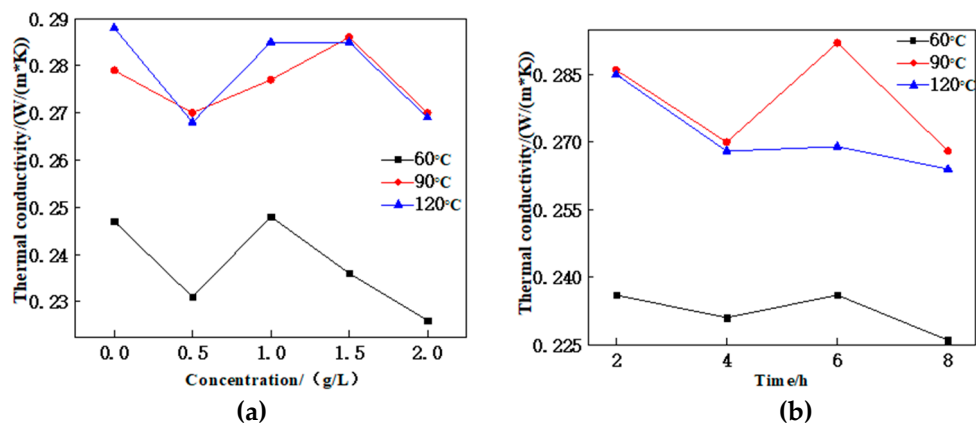 0.29
0.28
0.27
0.26
0.25
0.24
0.23
Thermal conductivity/(W/(m*K))
60°C
90°C
120°C
0.0 0.5 1.0 1.5 2.0
Concentration/（g/L）
(a)
0.285
0.270
0.255
0.240
0.225
Thermal conductivity/(W/(m*K))
60°C
90°C
120°C
2 4 6 8
Time/h
(b)